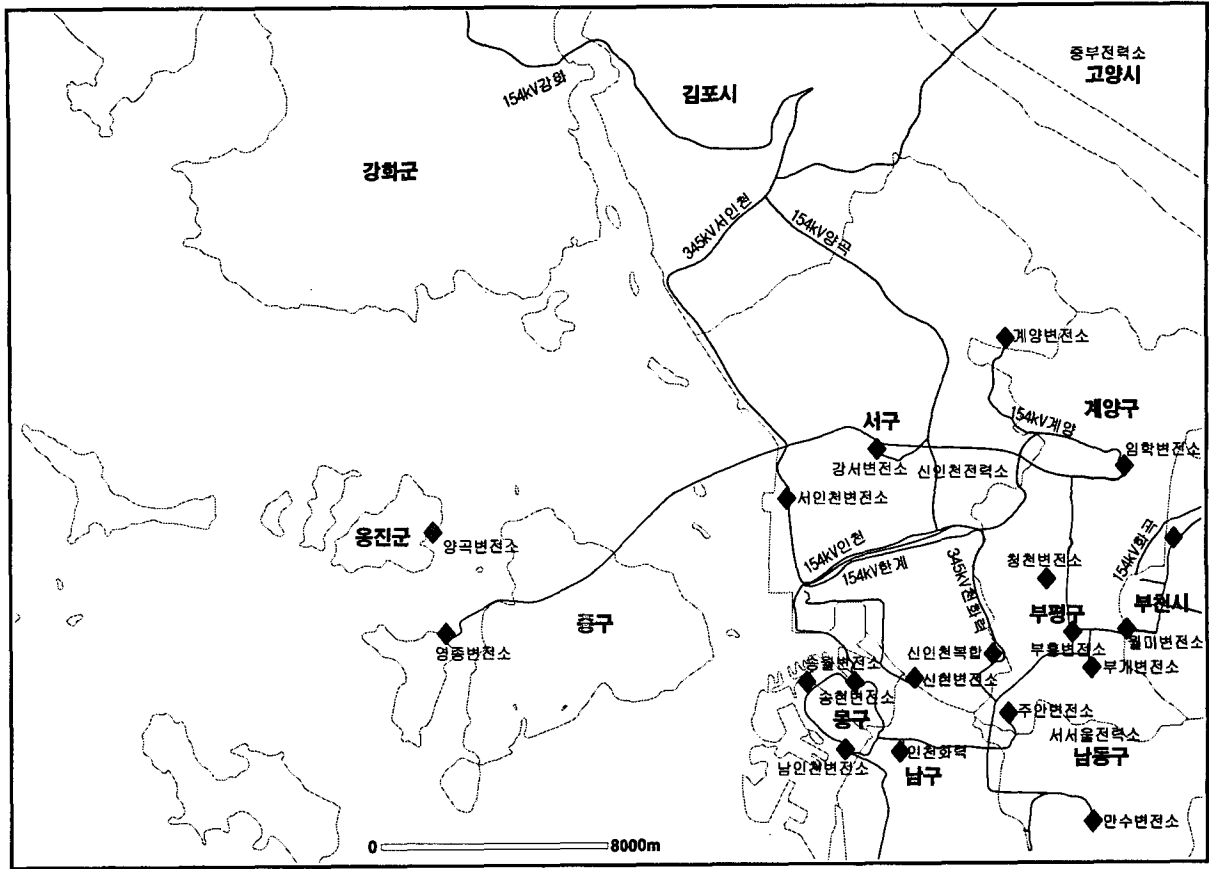 중부전력소
고양시
154kV강화
김포시
강화군
345kV서인천
154kV양곡
계양변전소
계양구
154kV계양
서구
임학변전소
강서변전소
신인천전력소
서인천변전소
옹진군
양곡변전소
154kV화곡
154kV인천
154kV한계
345kV천화력
청천변전소
부평구
부천시
중구
영종변전소
월미변전소
부흥변전소
부개변전소
신인천복합
송월변전소
신현변전소
송현변전소
동구
주안변전소
서서울전력소
남동구
인천화력
남인천변전소
남구
만수변전소
0
8000m